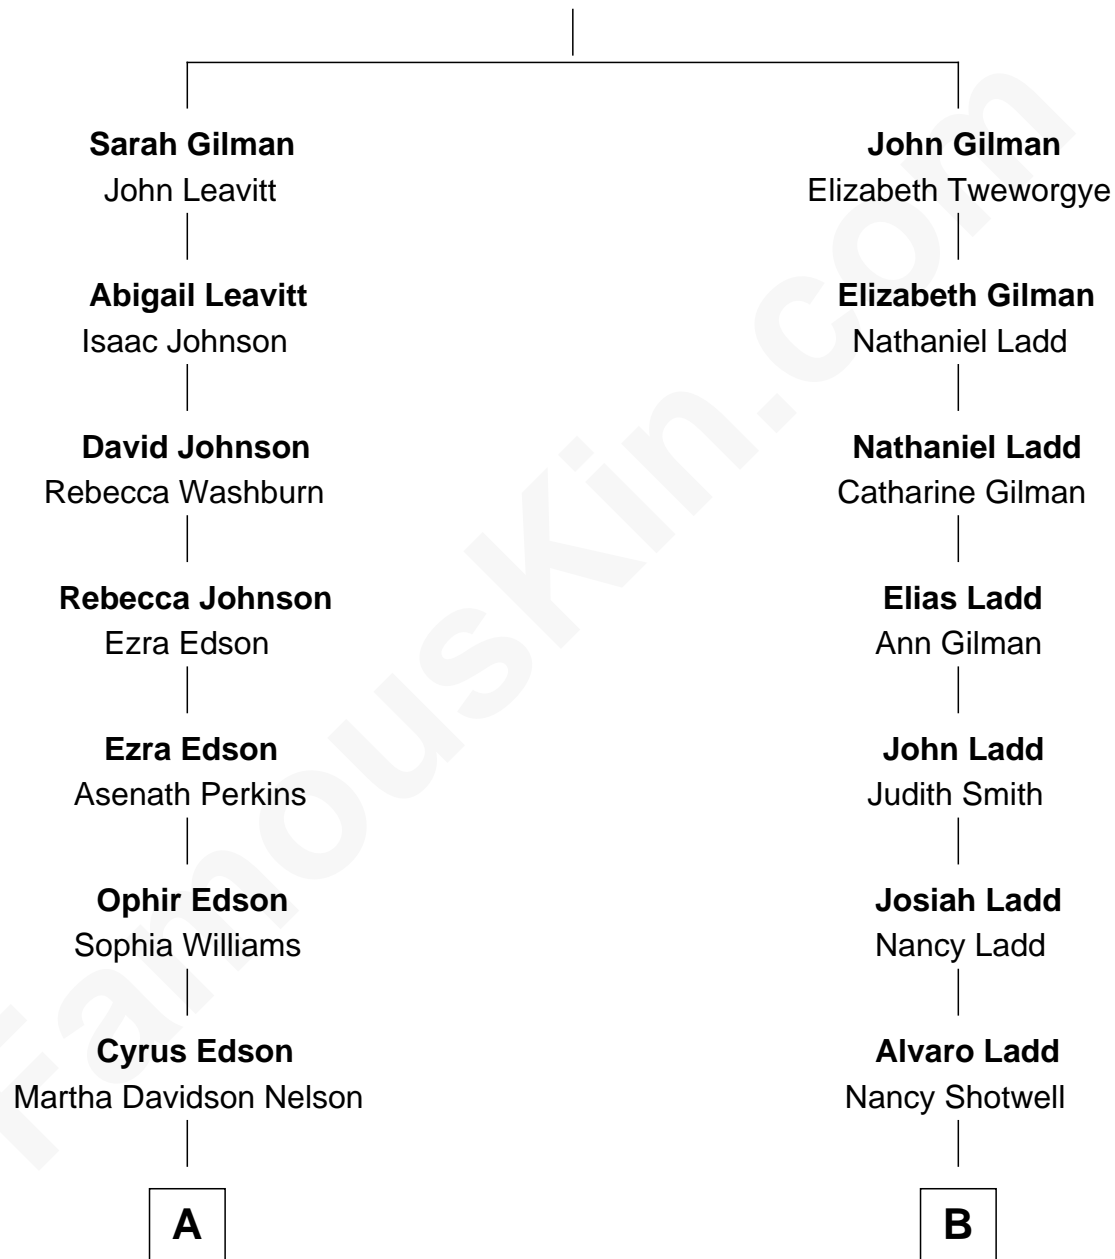 Sarah Gilman
John Leavitt
Abigail Leavitt
Isaac Johnson
David Johnson
Rebecca Washburn
Rebecca Johnson
Ezra Edson
Ezra Edson
Asenath Perkins
Ophir Edson
Sophia Williams
Cyrus Edson
Martha Davidson Nelson
A
John Gilman
Elizabeth Tweworgye
Elizabeth Gilman
Nathaniel Ladd
Nathaniel Ladd
Catharine Gilman
Elias Ladd
Ann Gilman
John Ladd
Judith Smith
Josiah Ladd
Nancy Ladd
Alvaro Ladd
Nancy Shotwell
B
FamousKin.com